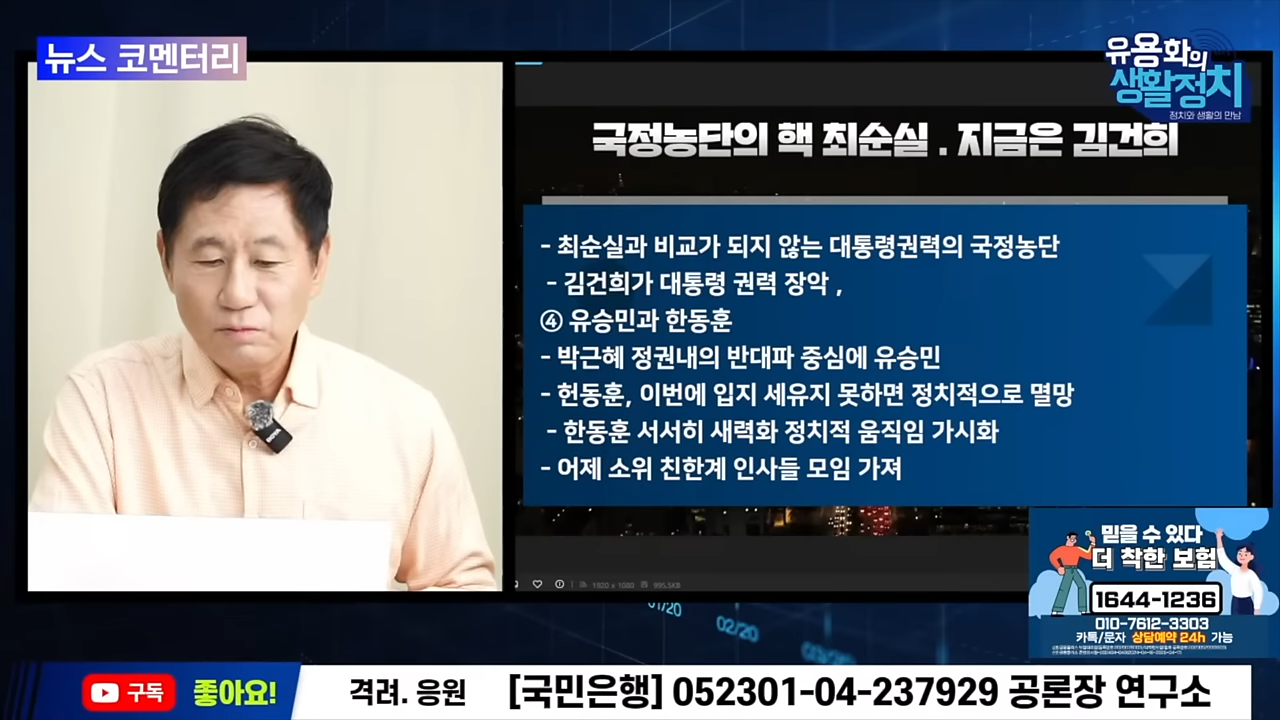 뉴스 코멘터리
유용화의
생활정치
정치와 생활의 만남
국정농단의 핵 최순실 . 지금은 김건희
- 최순실과 비교가 되지 않는 대통령권력의 국정농단
- 김건희가 대통령 권력 장악 ,
④ 유승민과 한동훈
- 박근혜 정권내의 반대파 중심에 유승민
- 헌동훈, 이번에 입지 세유지 못하면 정치적으로 멸망
- 한동훈 서서히 새력화 정치적 움직임 가시화
- 어제 소위 친한계 인사들 모임 가져
1920 x 1080 995.5KB
01/20
02/20
믿을 수 있다
더 착한 보험
1644-1236
010-7612-3303
카톡/문자 상담예약 24h 가능
구독 좋아요!
격려. 응원 [국민은행] 052301-04-237929 공론장 연구소